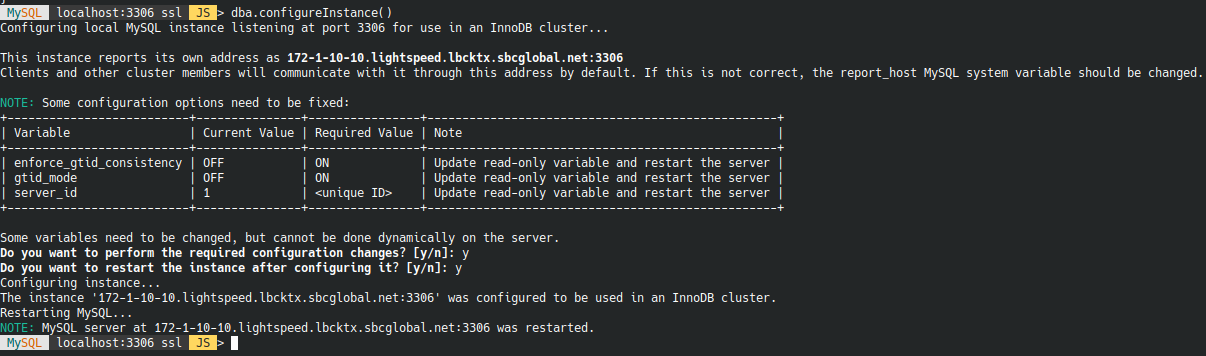 MySQL localhost:3306 ssl JS > dba.configureInstance()
Configuring local MySQL instance listening at port 3306 for use in an InnoDB cluster...

This instance reports its own address as 172-1-10-10.lightspeed.lbcktx.sbcglobal.net:3306
Clients and other cluster members will communicate with it through this address by default. If this is not correct, the report_host MySQL system variable should be changed.

NOTE: Some configuration options need to be fixed:
+--------------------------+---------------+----------------+--------------------------------------------------+
| Variable                 | Current Value | Required Value | Note                                             |
+--------------------------+---------------+----------------+--------------------------------------------------+
| enforce_gtid_consistency | OFF           | ON             | Update read-only variable and restart the server |
| gtid_mode                | OFF           | ON             | Update read-only variable and restart the server |
| server_id                | 1             | <unique ID>    | Update read-only variable and restart the server |
+--------------------------+---------------+----------------+--------------------------------------------------+

Some variables need to be changed, but cannot be done dynamically on the server.
Do you want to perform the required configuration changes? [y/n]: y
Do you want to restart the instance after configuring it? [y/n]: y
Configuring instance...
The instance '172-1-10-10.lightspeed.lbcktx.sbcglobal.net:3306' was configured to be used in an InnoDB cluster.
Restarting MySQL...
NOTE: MySQL server at 172-1-10-10.lightspeed.lbcktx.sbcglobal.net:3306 was restarted.
MySQL localhost:3306 ssl JS >